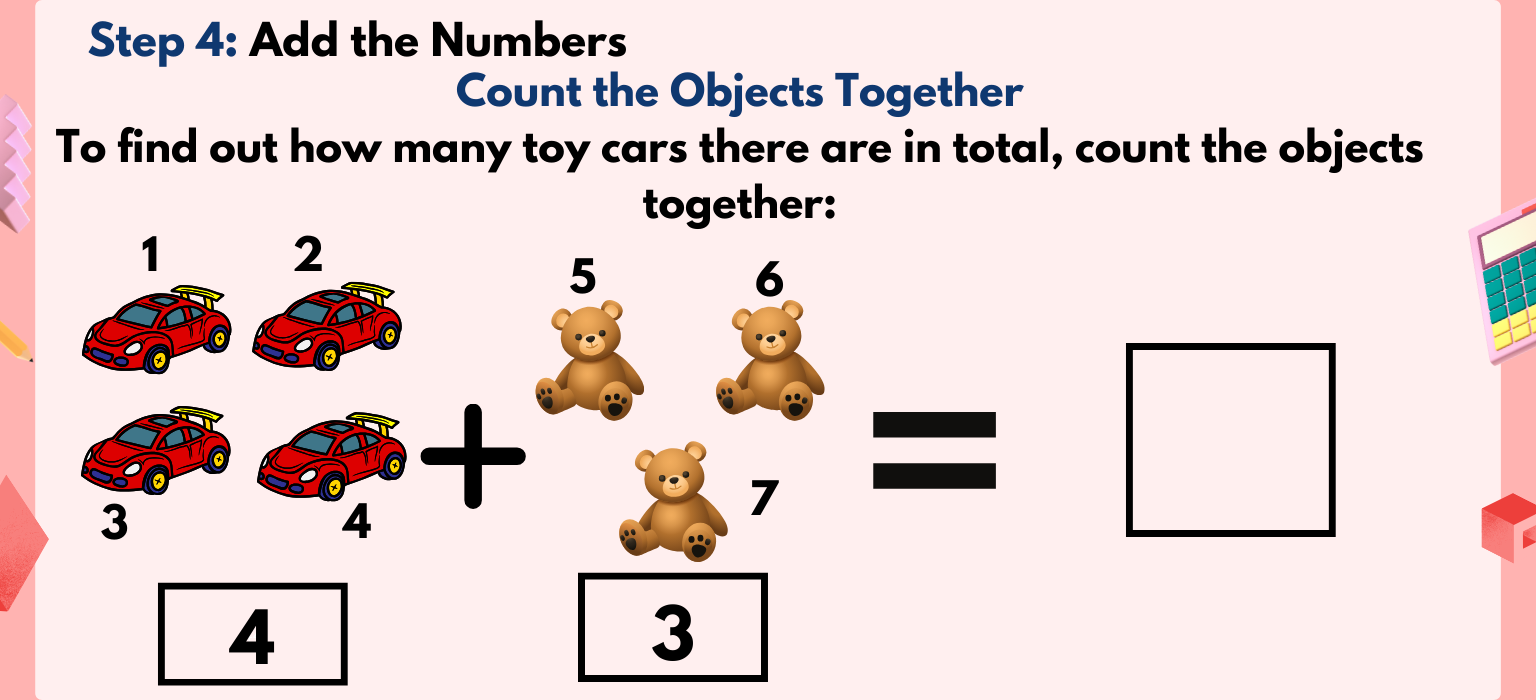 Step 4: Add the Numbers
Count the Objects Together
To find out how many toy cars there are in total, count the objects
together:
1 2
5 6
3 4
7
4
3